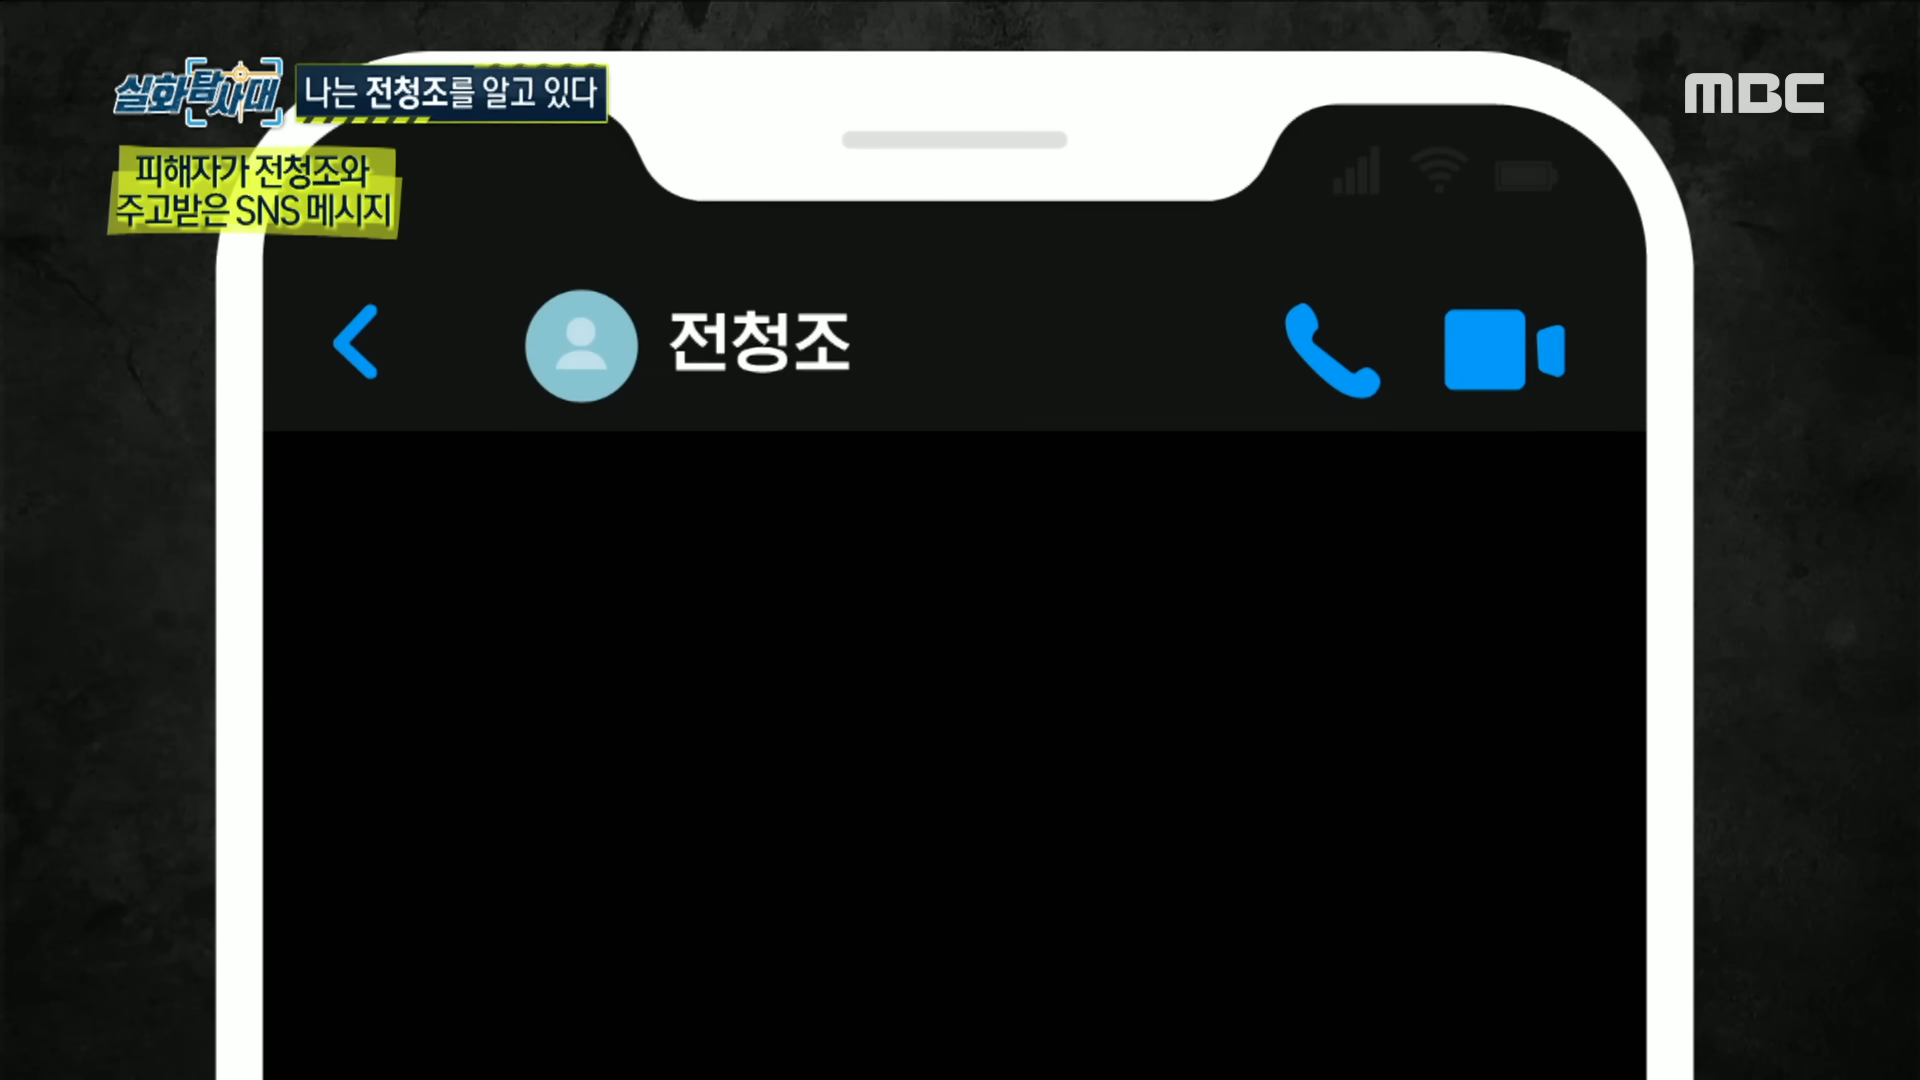 실화탐사대
나는 전청조를 알고 있다
MBC
피해자가 전청조와
주고받은 SNS 메시지
전청조